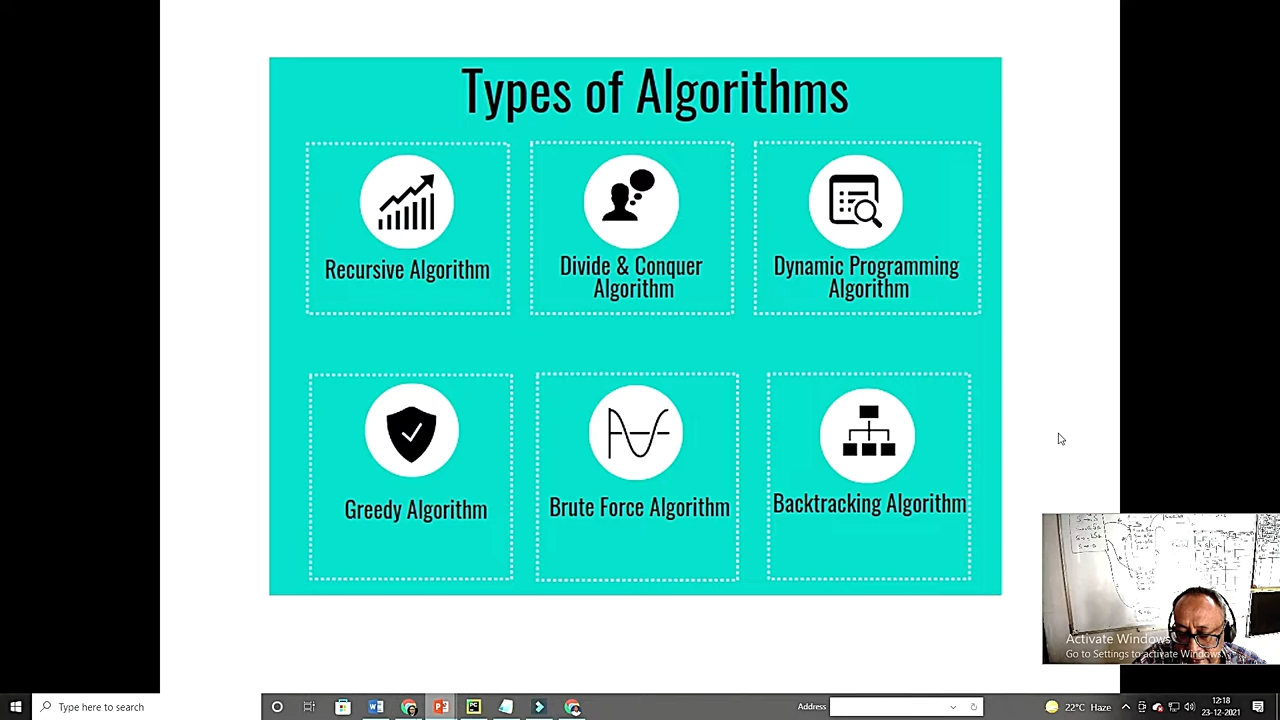 Types of Algorithms
Recursive Algorithm
Divide & Conquer
Algorithm
Dynamic Programming
Algorithm
Greedy Algorithm
Brute Force Algorithm
Backtracking Algorithm
Activate Windows
Go to Settings to activate Windows.
Type here to search
Address
22°C Haze
12:18
23-12-2021